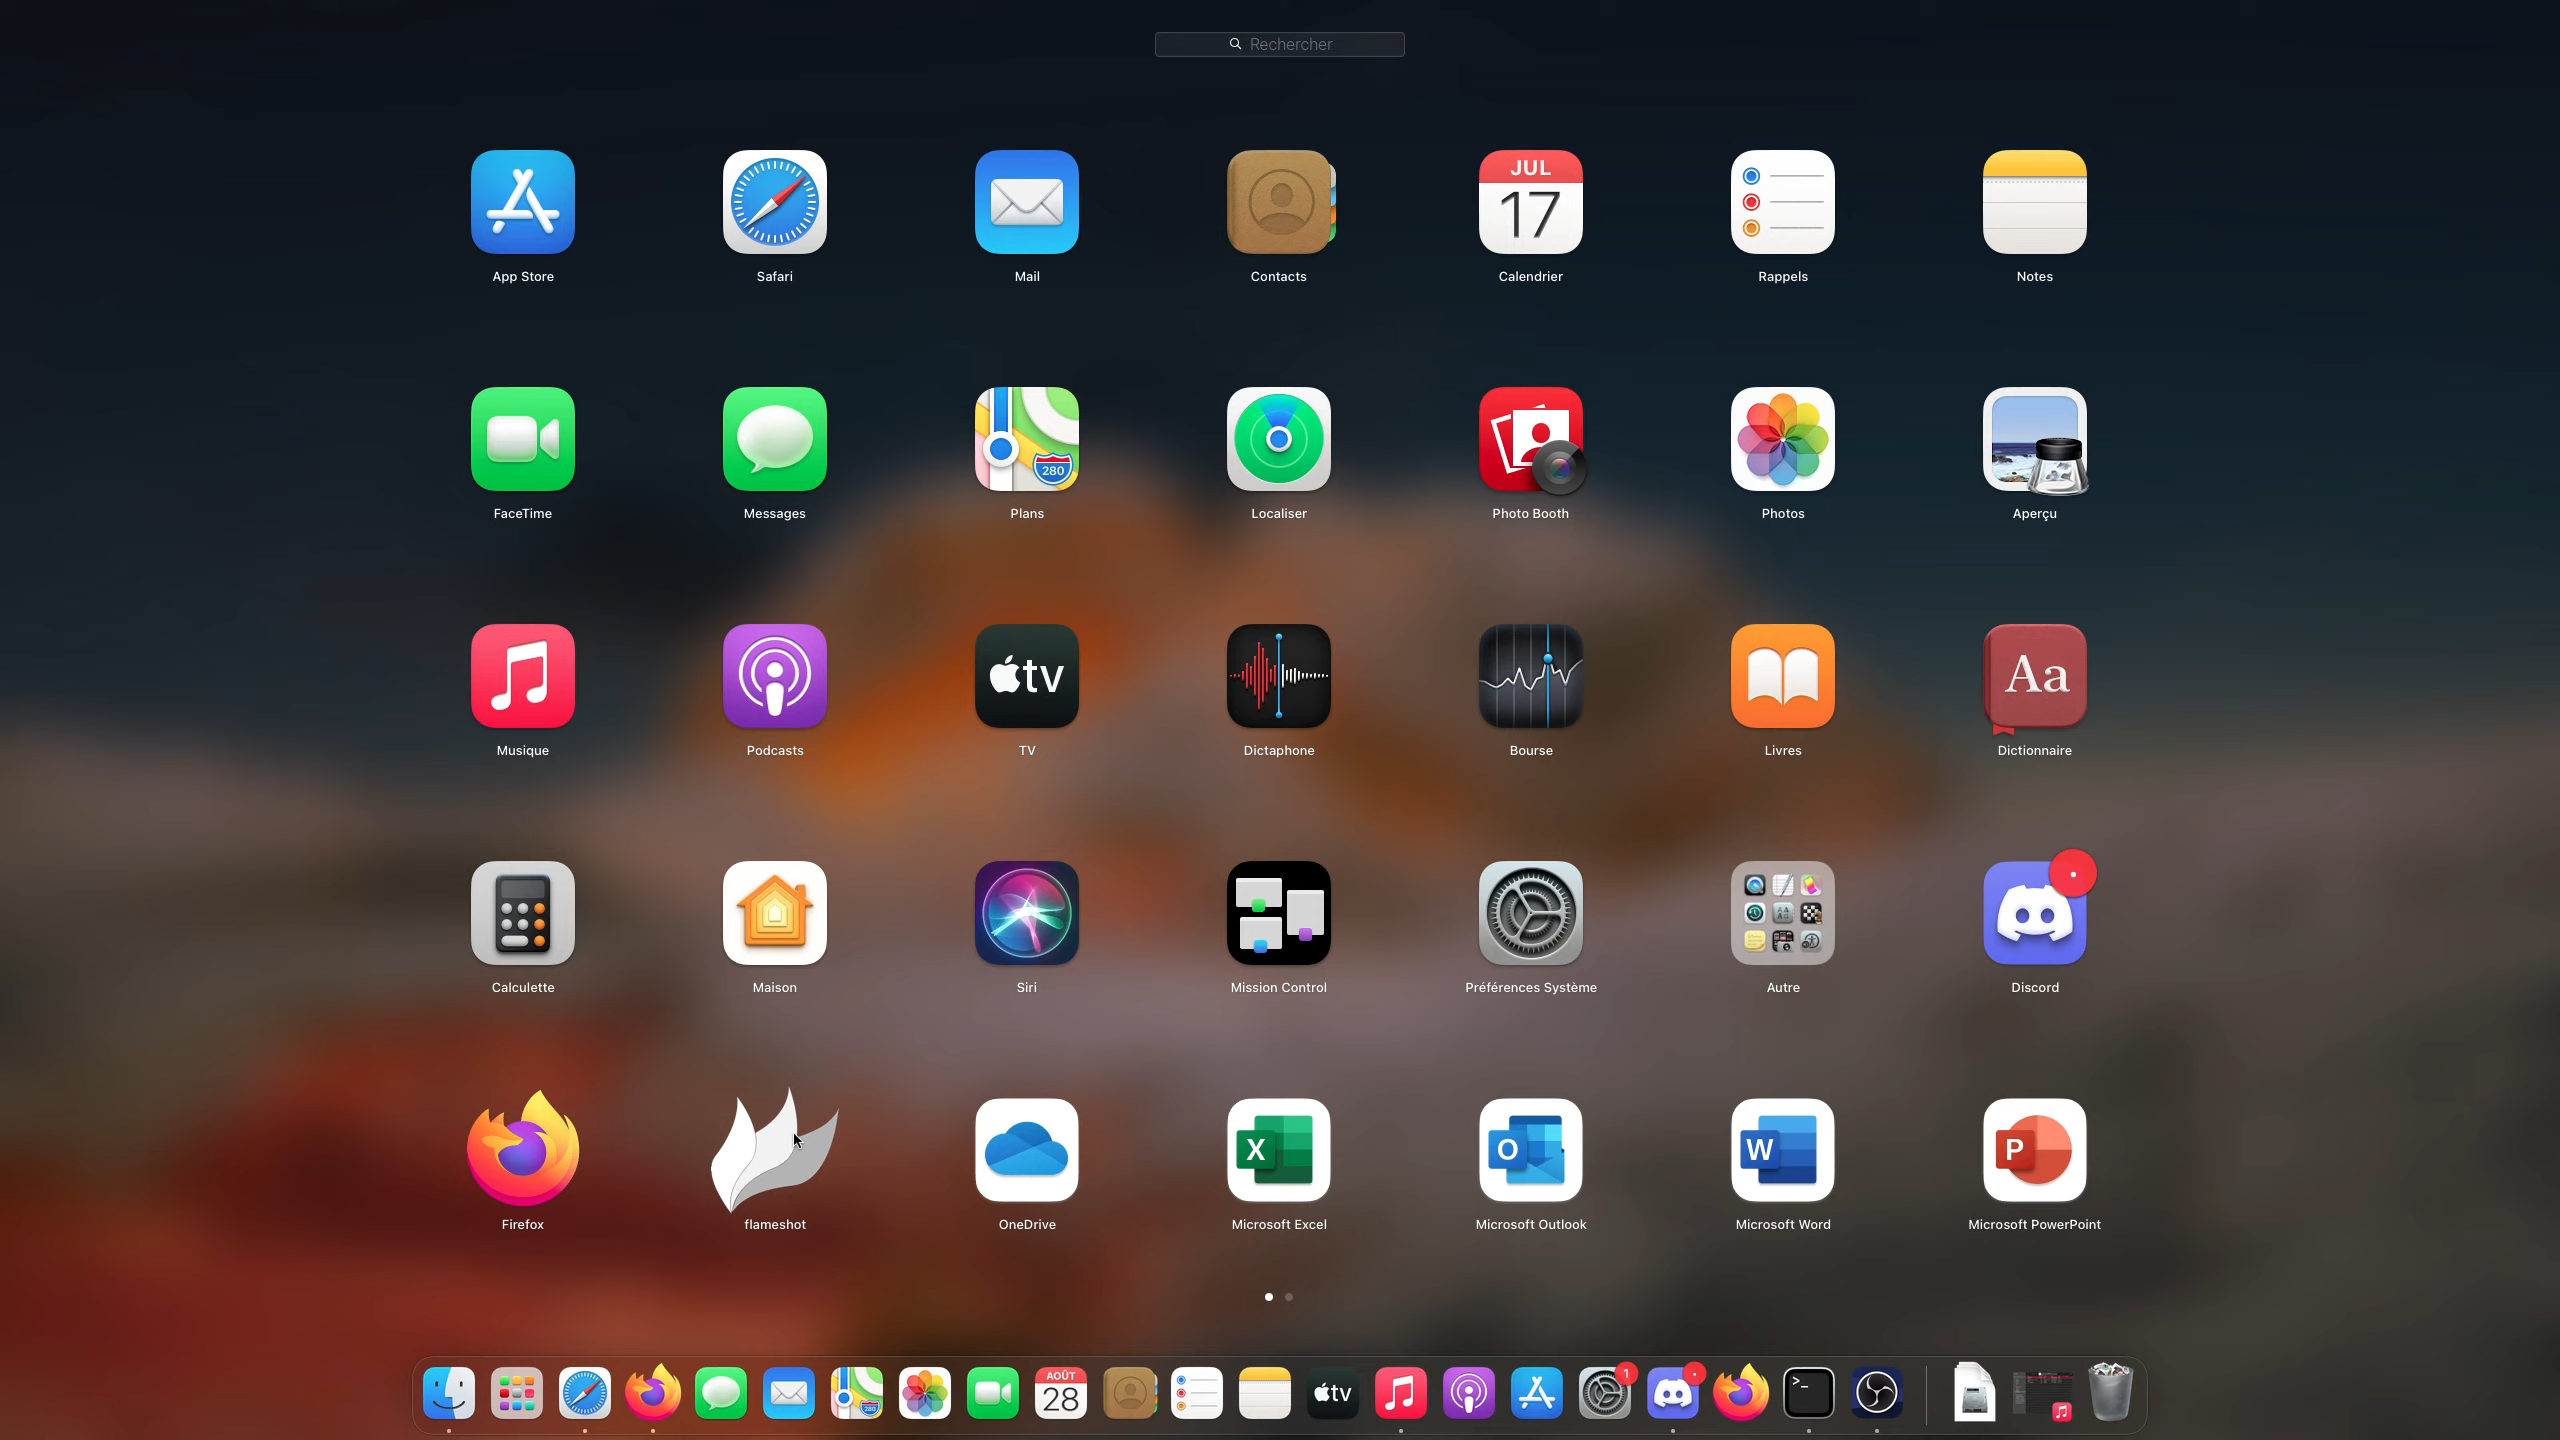 Rechercher
JUL
17
App Store
Safari
Mail
Contacts
Calendrier
Rappels
Notes
280
FaceTime
Messages
Plans
Localiser
Photo Booth
Photos
Aperçu
tv
Aa
Musique
Podcasts
TV
Dictaphone
Bourse
Livres
Dictionnaire
Calculette
Maison
Siri
Mission Control
Préférences Système
Autre
Discord
X
O
W
P
Firefox
flameshot
OneDrive
Microsoft Excel
Microsoft Outlook
Microsoft Word
Microsoft PowerPoint
280
AOÛT
28
tv
1
>_